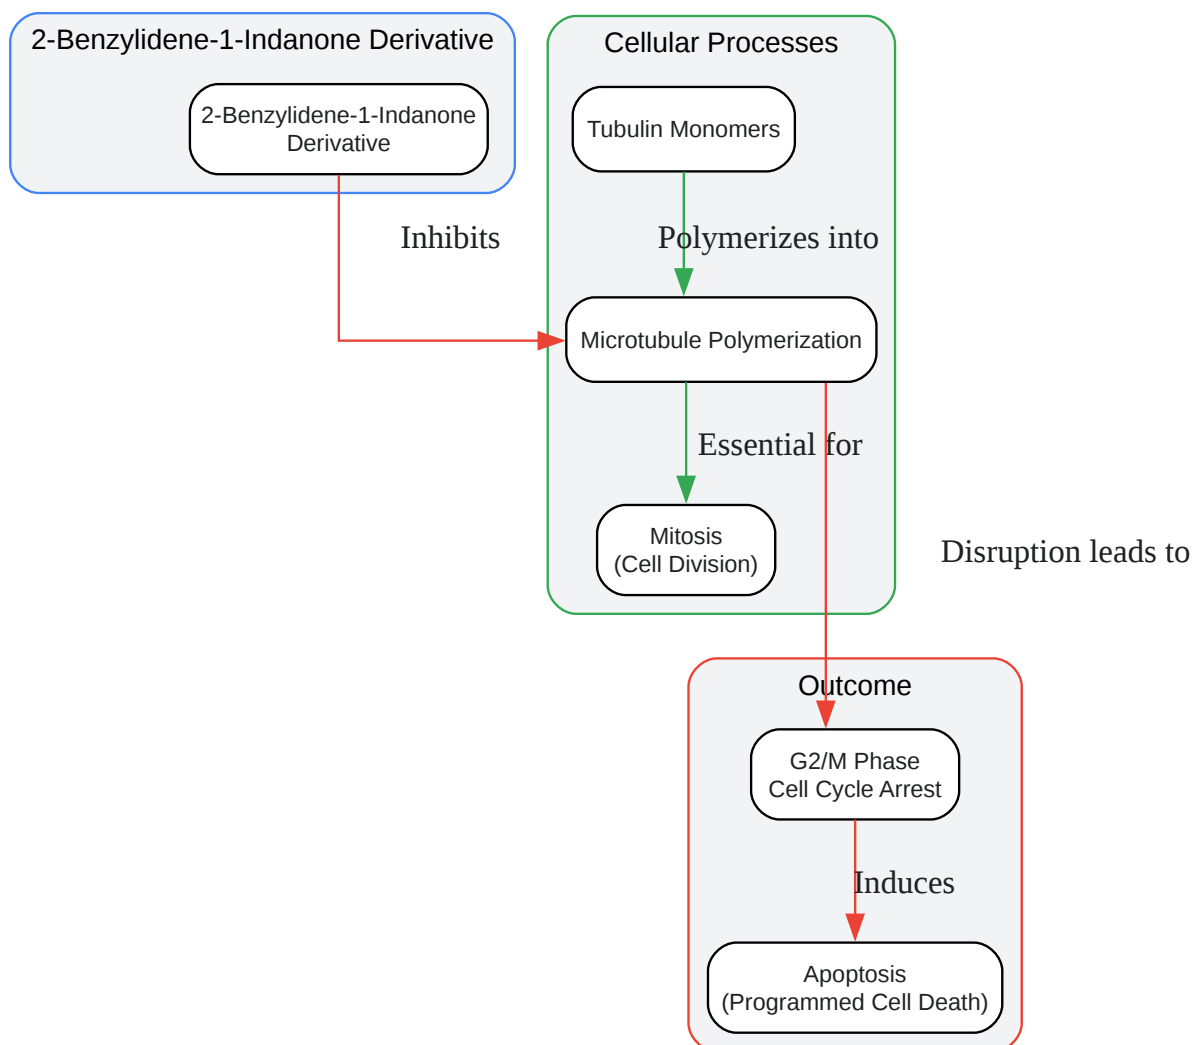 2-Benzylidene-1-Indanone Derivative
2-Benzylidene-1-Indanone
Derivative
Inhibits
Cellular Processes
Tubulin Monomers
Polymerizes into
Microtubule Polymerization
Essential for
Mitosis
(Cell Division)
Disruption leads to
Outcome
G2/M Phase
Cell Cycle Arrest
Induces
Apoptosis
(Programmed Cell Death)